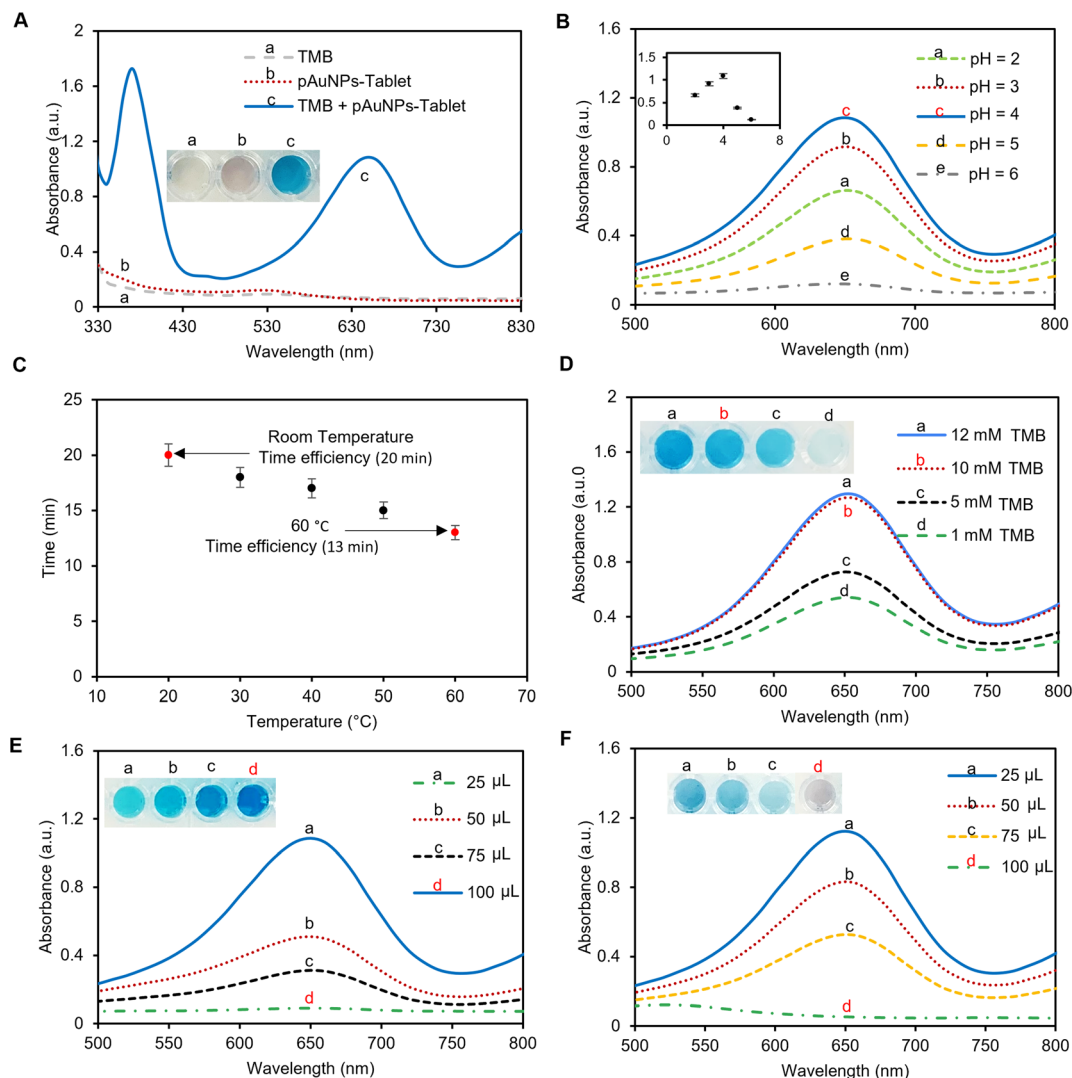 A
Absorbance (a.u.)
2
1.6
1.2
0.8
0.4
0
330
430
530
630
730
830
Wavelength (nm)
a TMB
b pAuNPs-Tablet
c TMB + pAuNPs-Tablet
a b c
c
b
a
B
Absorbance (a.u.)
1.6
1.2
0.8
0.4
0
500
600
700
800
Wavelength (nm)
1.5
1
0.5
0
0
4
8
a pH = 2
b pH = 3
c pH = 4
d pH = 5
e pH = 6
c
b
a
d
e
C
Time (min)
25
20
15
10
5
0
10
20
30
40
50
60
70
Temperature (°C)
Room Temperature
Time efficiency (20 min)
60 °C
Time efficiency (13 min)
D
Absorbance (a.u.0
2
1.6
1.2
0.8
0.4
0
500
550
600
650
700
750
800
Wavelength (nm)
a b c d
a 12 mM TMB
b 10 mM TMB
c 5 mM TMB
d 1 mM TMB
a
b
c
d
E
Absorbance (a.u.)
1.6
1.2
0.8
0.4
0
500
550
600
650
700
750
800
Wavelength (nm)
a b c d
a 25 µL
b 50 µL
c 75 µL
d 100 µL
a
b
c
d
F
Absorbance (a.u.)
1.6
1.2
0.8
0.4
0
500
550
600
650
700
750
800
Wavelength (nm)
a b c d
a 25 µL
b 50 µL
c 75 µL
d 100 µL
a
b
c
d